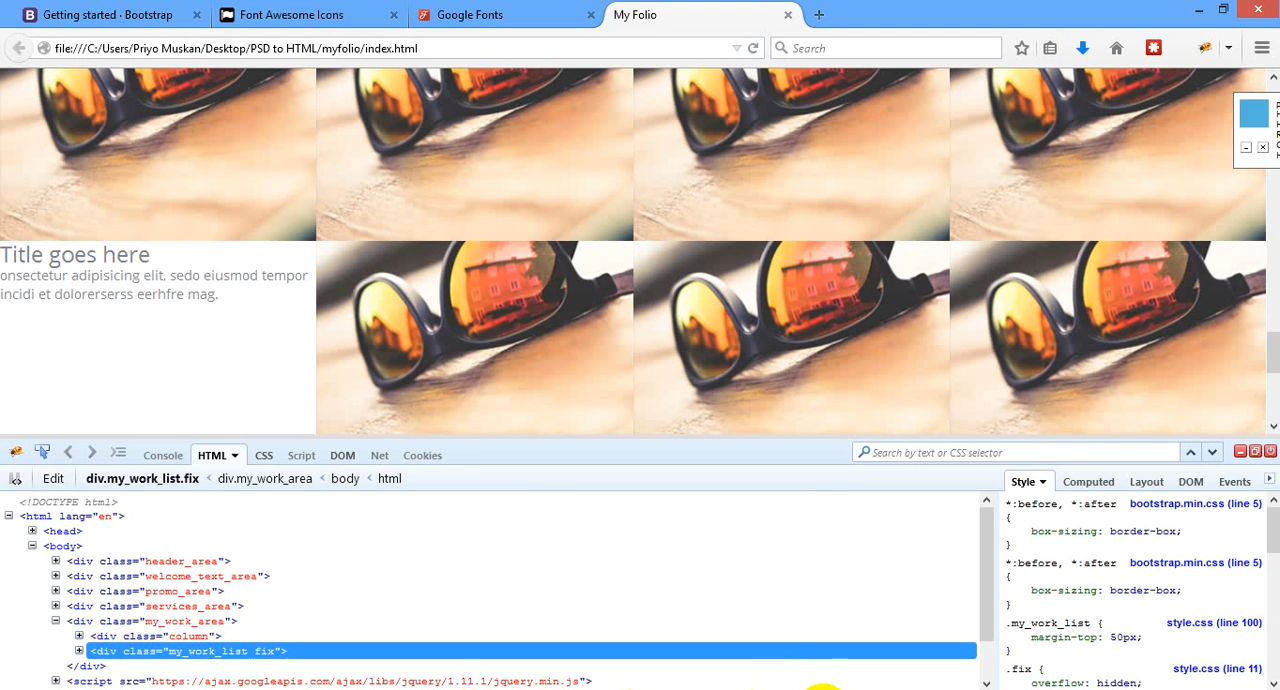 Getting started · Bootstrap
Font Awesome Icons
Google Fonts
My Folio
file:///C:/Users/Priyo Muskan/Desktop/PSD to HTML/myfolio/index.html
Search
Title goes here
onsectetur adipisicing elit, sedo eiusmod tempor
incidi et dolorerserss eerhfre mag.
Console
HTML
CSS
Script
DOM
Net
Cookies
Search by text or CSS selector
Edit
div.my_work_list.fix < div.my_work_area < body < html
Style
Computed
Layout
DOM
Events
<!DOCTYPE html>
<html lang="en">
<head>
<body>
<div class="header_area">
<div class="welcome_text_area">
<div class="promo_area">
<div class="services_area">
<div class="my_work_area">
<div class="column">
<div class="my_work_list fix">
</div>
<script src="https://ajax.googleapis.com/ajax/libs/jquery/1.11.1/jquery.min.js">
*:before, *:after bootstrap.min.css (line 5)
{
box-sizing: border-box;
}
*:before, *:after bootstrap.min.css (line 5)
{
box-sizing: border-box;
}
.my_work_list { style.css (line 100)
margin-top: 50px;
}
.fix { style.css (line 11)
overflow: hidden;